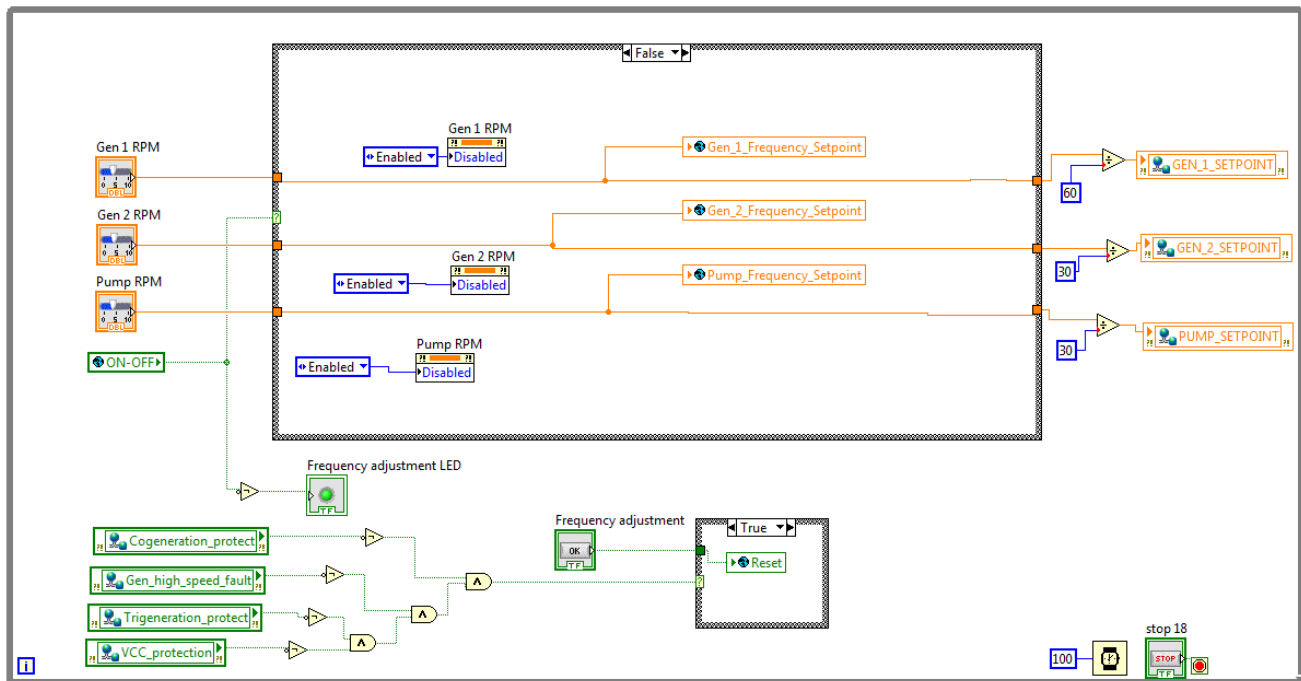 False
Gen 1 RPM
Enabled
Disabled
Gen_1_Frequency_Setpoint
Gen 1 RPM
0 5 10
DBL
60
GEN_1_SETPOINT
Gen 2 RPM
0 5 10
DBL
?
Gen_2_Frequency_Setpoint
30
GEN_2_SETPOINT
Gen 2 RPM
Enabled
Disabled
Pump_Frequency_Setpoint
Pump RPM
0 5 10
DBL
30
PUMP_SETPOINT
Pump RPM
Enabled
Disabled
ON-OFF
Frequency adjustment LED
TF
Cogeneration_protect
Gen_high_speed_fault
Trigeneration_protect
VCC_protection
Frequency adjustment
OK
TF
True
Reset
?
i
100
stop 18
STOP
TF